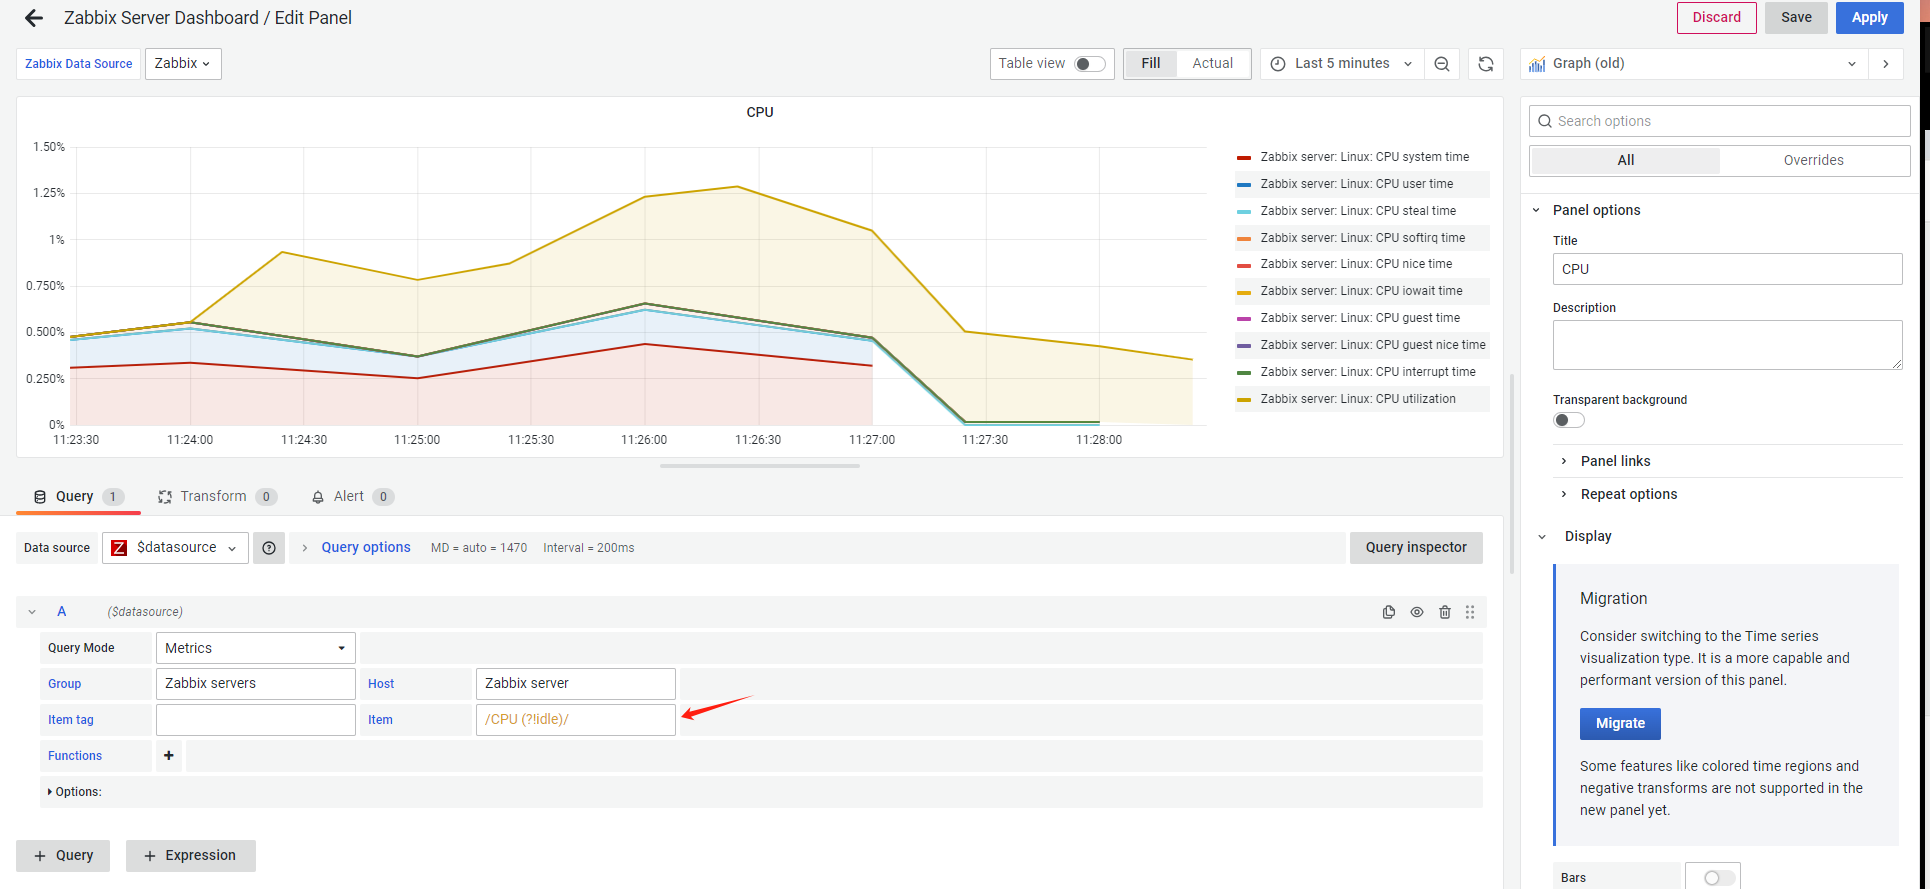 Zabbix Server Dashboard / Edit Panel
Discard Save Apply
Zabbix Data Source Zabbix
Table view Fill Actual Last 5 minutes Graph (old)
CPU
1.50%
1.25%
1%
0.750%
0.500%
0.250%
0%
11:23:30 11:24:00 11:24:30 11:25:00 11:25:30 11:26:00 11:26:30 11:27:00 11:27:30 11:28:00
Zabbix server: Linux: CPU system time
Zabbix server: Linux: CPU user time
Zabbix server: Linux: CPU steal time
Zabbix server: Linux: CPU softirq time
Zabbix server: Linux: CPU nice time
Zabbix server: Linux: CPU iowait time
Zabbix server: Linux: CPU guest time
Zabbix server: Linux: CPU guest nice time
Zabbix server: Linux: CPU interrupt time
Zabbix server: Linux: CPU utilization
Query 1 Transform 0 Alert 0
Data source Z $datasource Query options MD = auto = 1470 Interval = 200ms Query inspector
A ($datasource)
Query Mode Metrics
Group Zabbix servers Host Zabbix server
Item tag Item /CPU (?!idle)/
Functions +
Options:
+ Query + Expression
Search options
All Overrides
Panel options
Title
CPU
Description
Transparent background
Panel links
Repeat options
Display
Migration
Consider switching to the Time series
visualization type. It is a more capable and
performant version of this panel.
Migrate
Some features like colored time regions and
negative transforms are not supported in the
new panel yet.
Bars